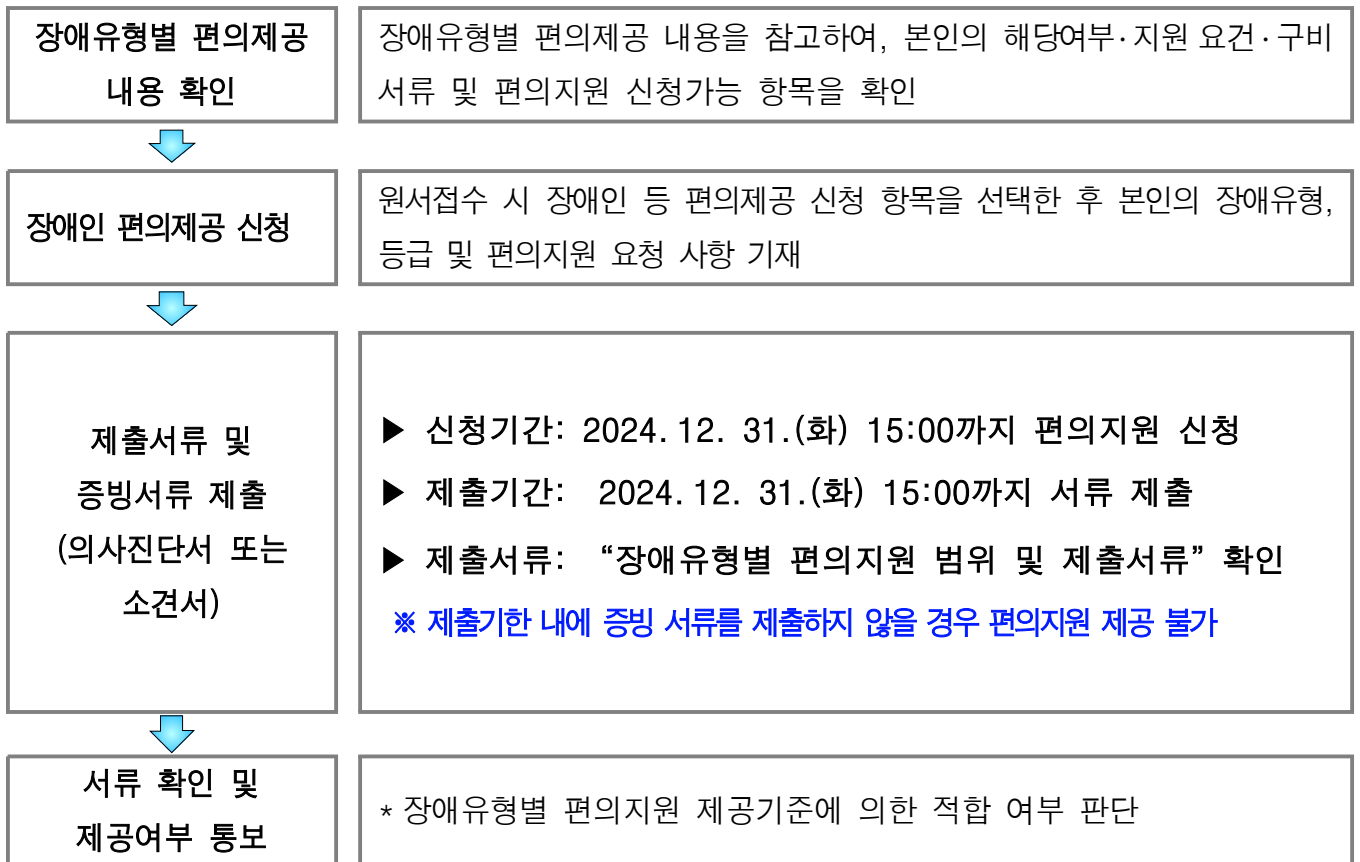 장애유형별 편의제공
내용 확인
장애유형별 편의제공 내용을 참고하여, 본인의 해당여부·지원 요건·구비
서류 및 편의지원 신청가능 항목을 확인
장애인 편의제공 신청
원서접수 시 장애인 등 편의제공 신청 항목을 선택한 후 본인의 장애유형,
등급 및 편의지원 요청 사항 기재
제출서류 및
증빙서류 제출
(의사진단서 또는
소견서)
▶ 신청기간: 2024. 12. 31.(화) 15:00까지 편의지원 신청
▶ 제출기간: 2024. 12. 31.(화) 15:00까지 서류 제출
▶ 제출서류: “장애유형별 편의지원 범위 및 제출서류” 확인
※ 제출기한 내에 증빙 서류를 제출하지 않을 경우 편의지원 제공 불가
서류 확인 및
제공여부 통보
* 장애유형별 편의지원 제공기준에 의한 적합 여부 판단